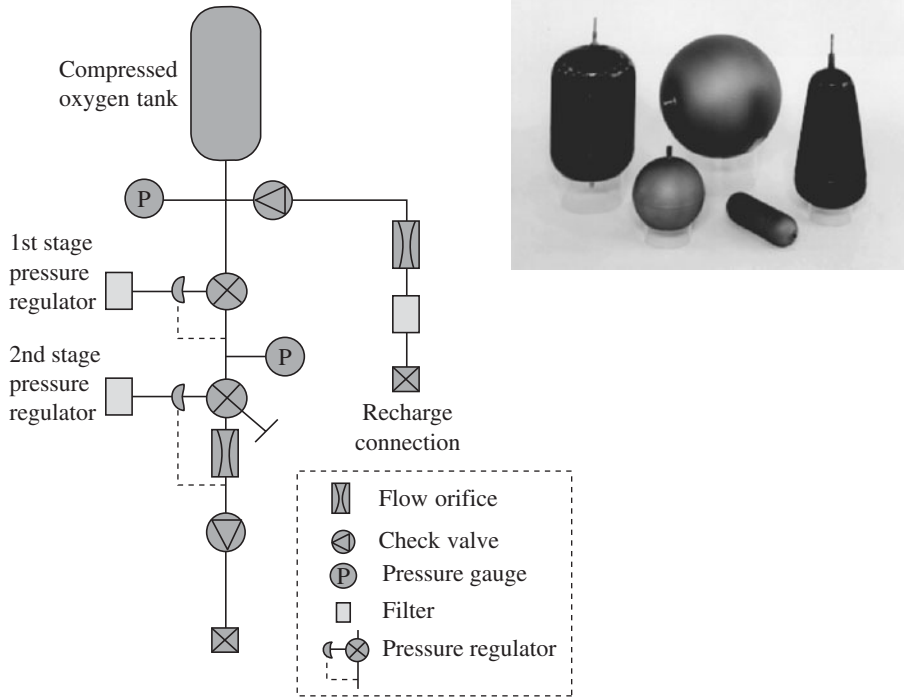 Compressed
oxygen tank
P
1st stage
pressure
regulator
P
2nd stage
pressure
regulator
Recharge
connection
Flow orifice
Check valve
P
Pressure gauge
Filter
Pressure regulator